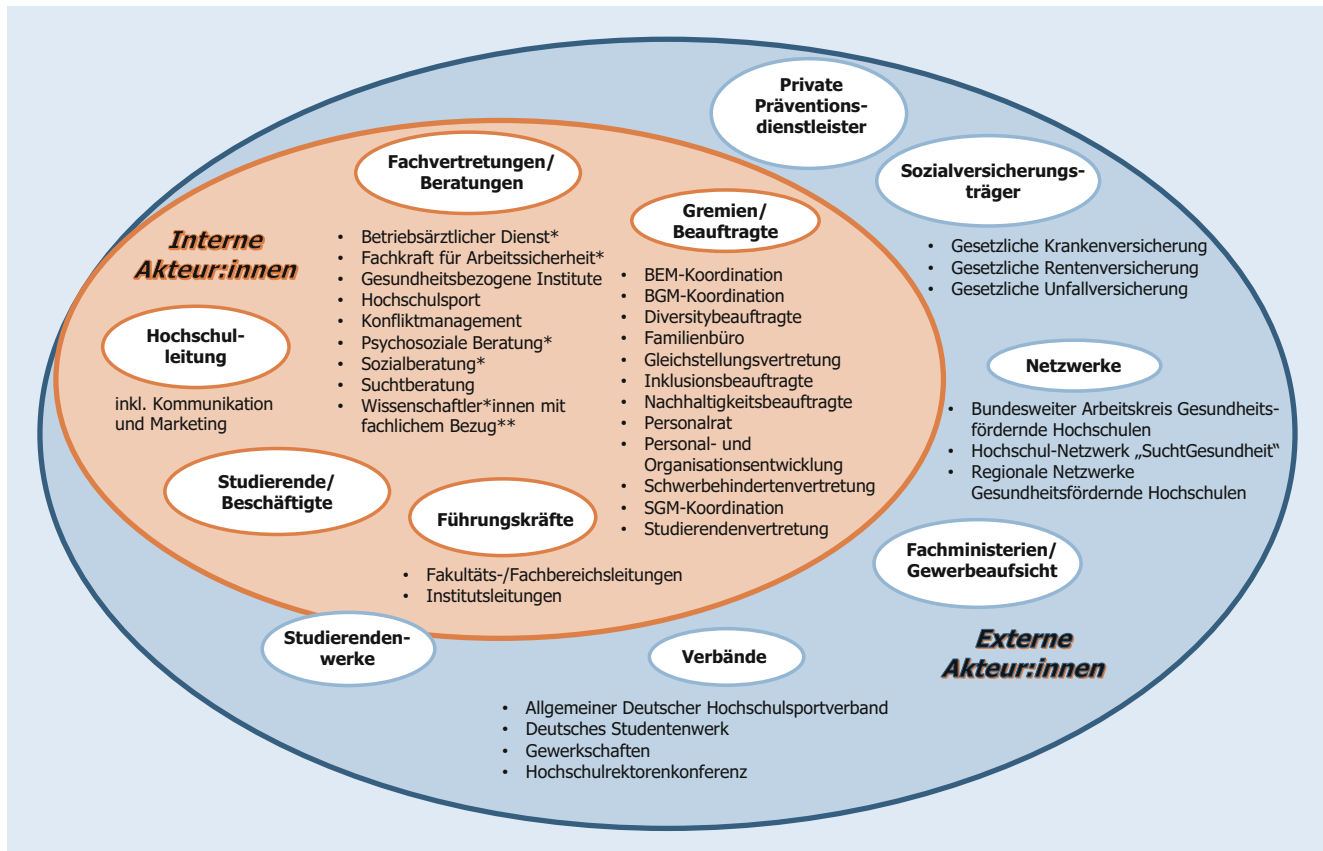 Private
Präventions-
dienstleister
Sozialversicherungs-
träger
• Gesetzliche Krankenversicherung
• Gesetzliche Rentenversicherung
• Gesetzliche Unfallversicherung
Fachvertretungen/
Beratungen
• Betriebsärztlicher Dienst*
• Fachkraft für Arbeitssicherheit*
• Gesundheitsbezogene Institute
• Hochschulsport
• Konfliktmanagement
• Psychosoziale Beratung*
• Sozialberatung*
• Suchtberatung
• Wissenschaftler*innen mit
fachlichem Bezug**
Gremien/
Beauftragte
• BEM-Koordination
• BGM-Koordination
• Diversitybeauftragte
• Familienbüro
• Gleichstellungsvertretung
• Inklusionsbeauftragte
• Nachhaltigkeitsbeauftragte
• Personalrat
• Personal- und
Organisationsentwicklung
• Schwerbehindertenvertretung
• SGM-Koordination
• Studierendenvertretung
Interne
Akteur:innen
Hochschul-
leitung
inkl. Kommunikation
und Marketing
Studierende/
Beschäftigte
Führungskräfte
• Fakultäts-/Fachbereichsleitungen
• Institutsleitungen
Netzwerke
• Bundesweiter Arbeitskreis Gesundheits-
fördernde Hochschulen
• Hochschul-Netzwerk „SuchtGesundheit“
• Regionale Netzwerke
Gesundheitsfördernde Hochschulen
Fachministerien/
Gewerbeaufsicht
Studierenden-
werke
Verbände
• Allgemeiner Deutscher Hochschulsportverband
• Deutsches Studentenwerk
• Gewerkschaften
• Hochschulrektorenkonferenz
Externe
Akteur:innen